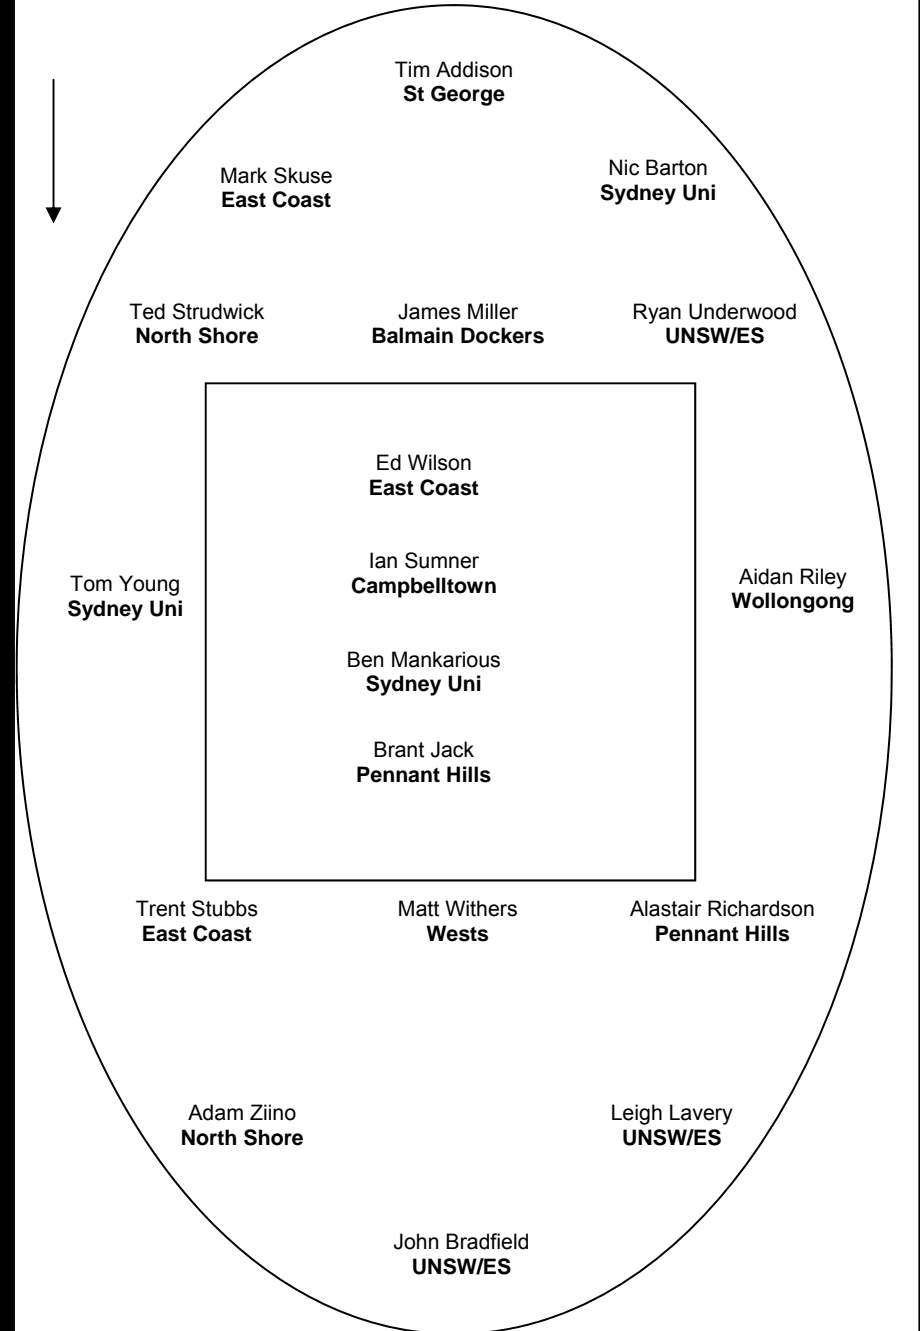 Tim Addison
St George
Mark Skuse
East Coast
Nic Barton
Sydney Uni
Ted Strudwick
North Shore
James Miller
Balmain Dockers
Ryan Underwood
UNSW/ES
Ed Wilson
East Coast
Ian Sumner
Campbelltown
Tom Young
Sydney Uni
Aidan Riley
Wollongong
Ben Mankarious
Sydney Uni
Brant Jack
Pennant Hills
Trent Stubbs
East Coast
Matt Withers
Wests
Alastair Richardson
Pennant Hills
Adam Ziino
North Shore
Leigh Lavery
UNSW/ES
John Bradfield
UNSW/ES